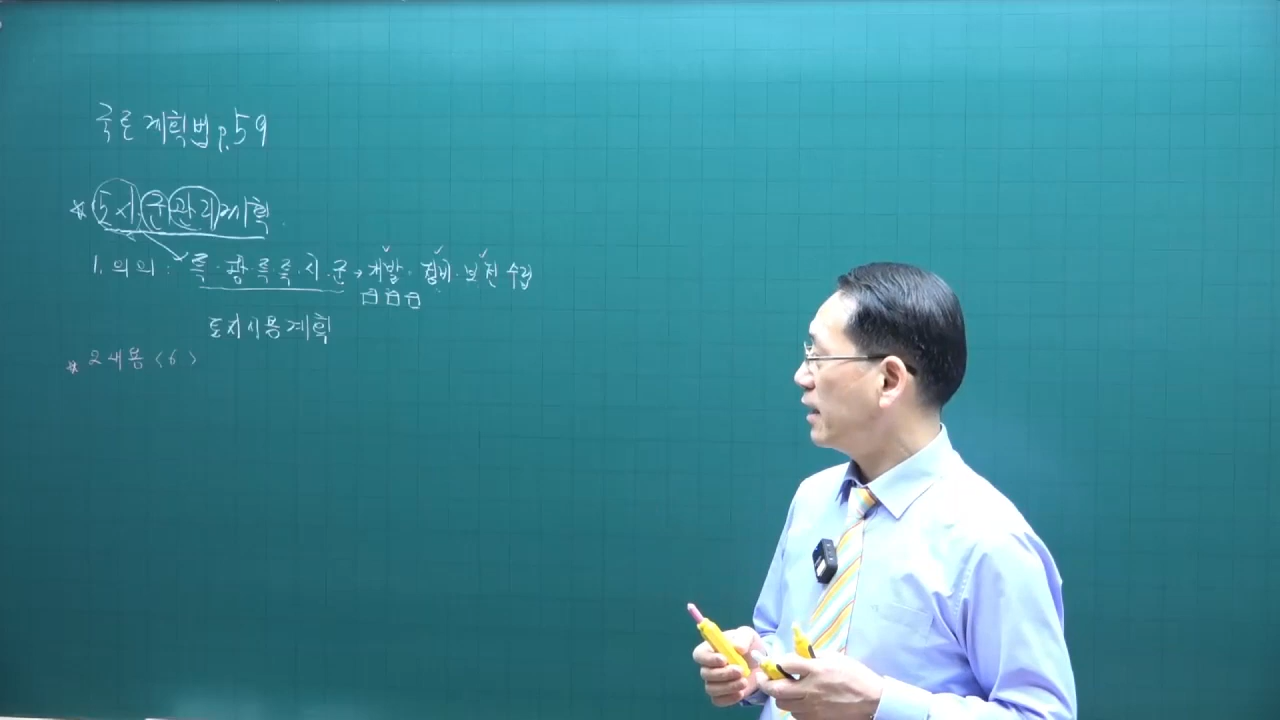 국토계획법 p.59
* 도시·군관리계획.
1. 의의 : 특·광·특·특·시·군 → 개발·정비·보전 수립
토지이용계획
* 2 내용 <6>